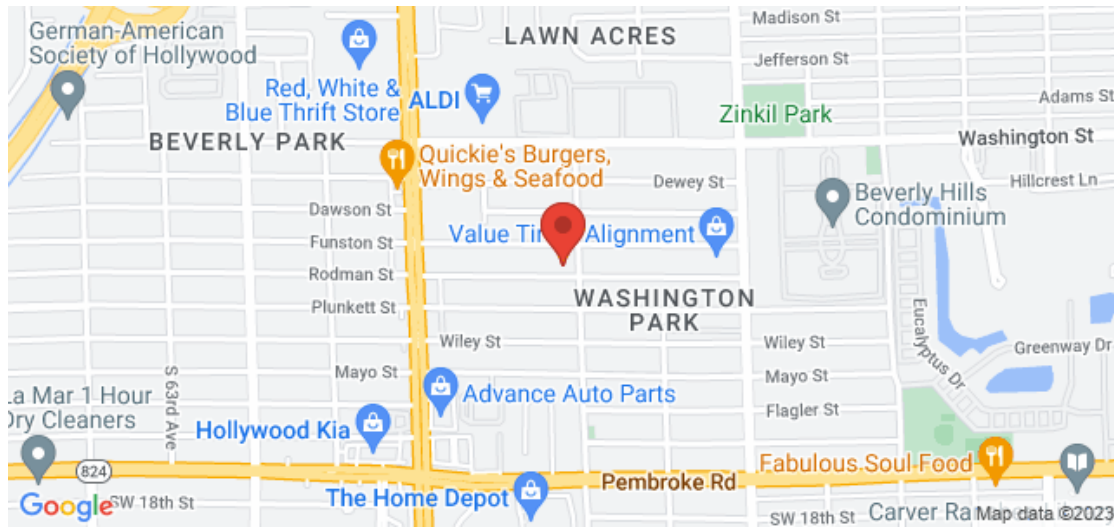 Madison St
German-American
Society of Hollywood
LAWN ACRES
Jefferson St
Red, White &
Blue Thrift Store
ALDI
Zinkil Park
Adams St
BEVERLY PARK
Washington St
Quickie's Burgers,
Wings & Seafood
Dewey St
Hillcrest Ln
Beverly Hills
Condominium
Dawson St
Value Alignment
Funston St
Rodman St
WASHINGTON
PARK
Plunkett St
Eucalyptus Dr
Wiley St
Wiley St
Greenway Dr
S 63rd Ave
Mayo St
Mayo St
La Mar 1 Hour
Dry Cleaners
Advance Auto Parts
Flagler St
Hollywood Kia
824
Fabulous Soul Food
Pembroke Rd
Google
SW 18th St
The Home Depot
SW 18th St
Carver
Map data ©2023